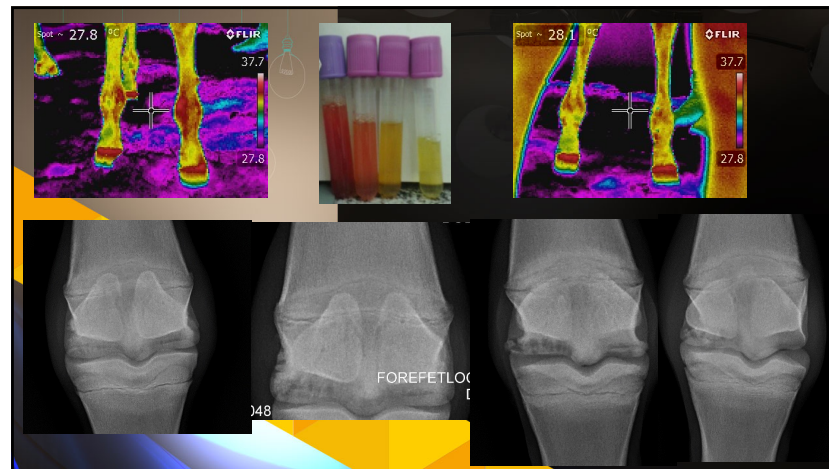 Spot ~ 27.8 °C FLIR
37.7
27.8
Spot ~ 28.1 °C FLIR
37.7
27.8
FOREFETLOC
D
048